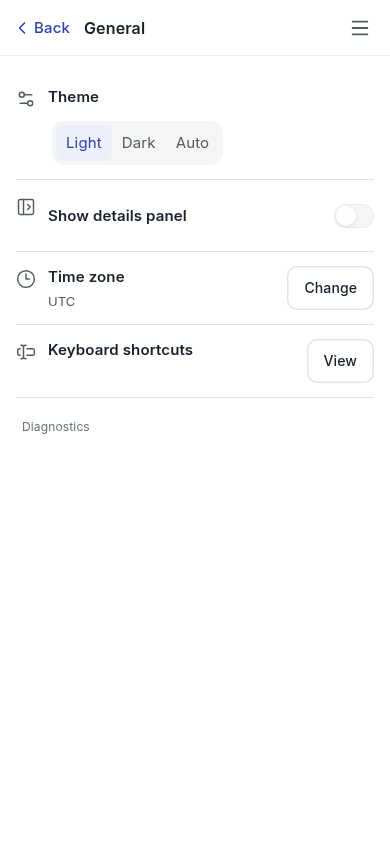 Back General
Theme
Light Dark Auto
Show details panel
Time zone
UTC
Change
Keyboard shortcuts
View
Diagnostics